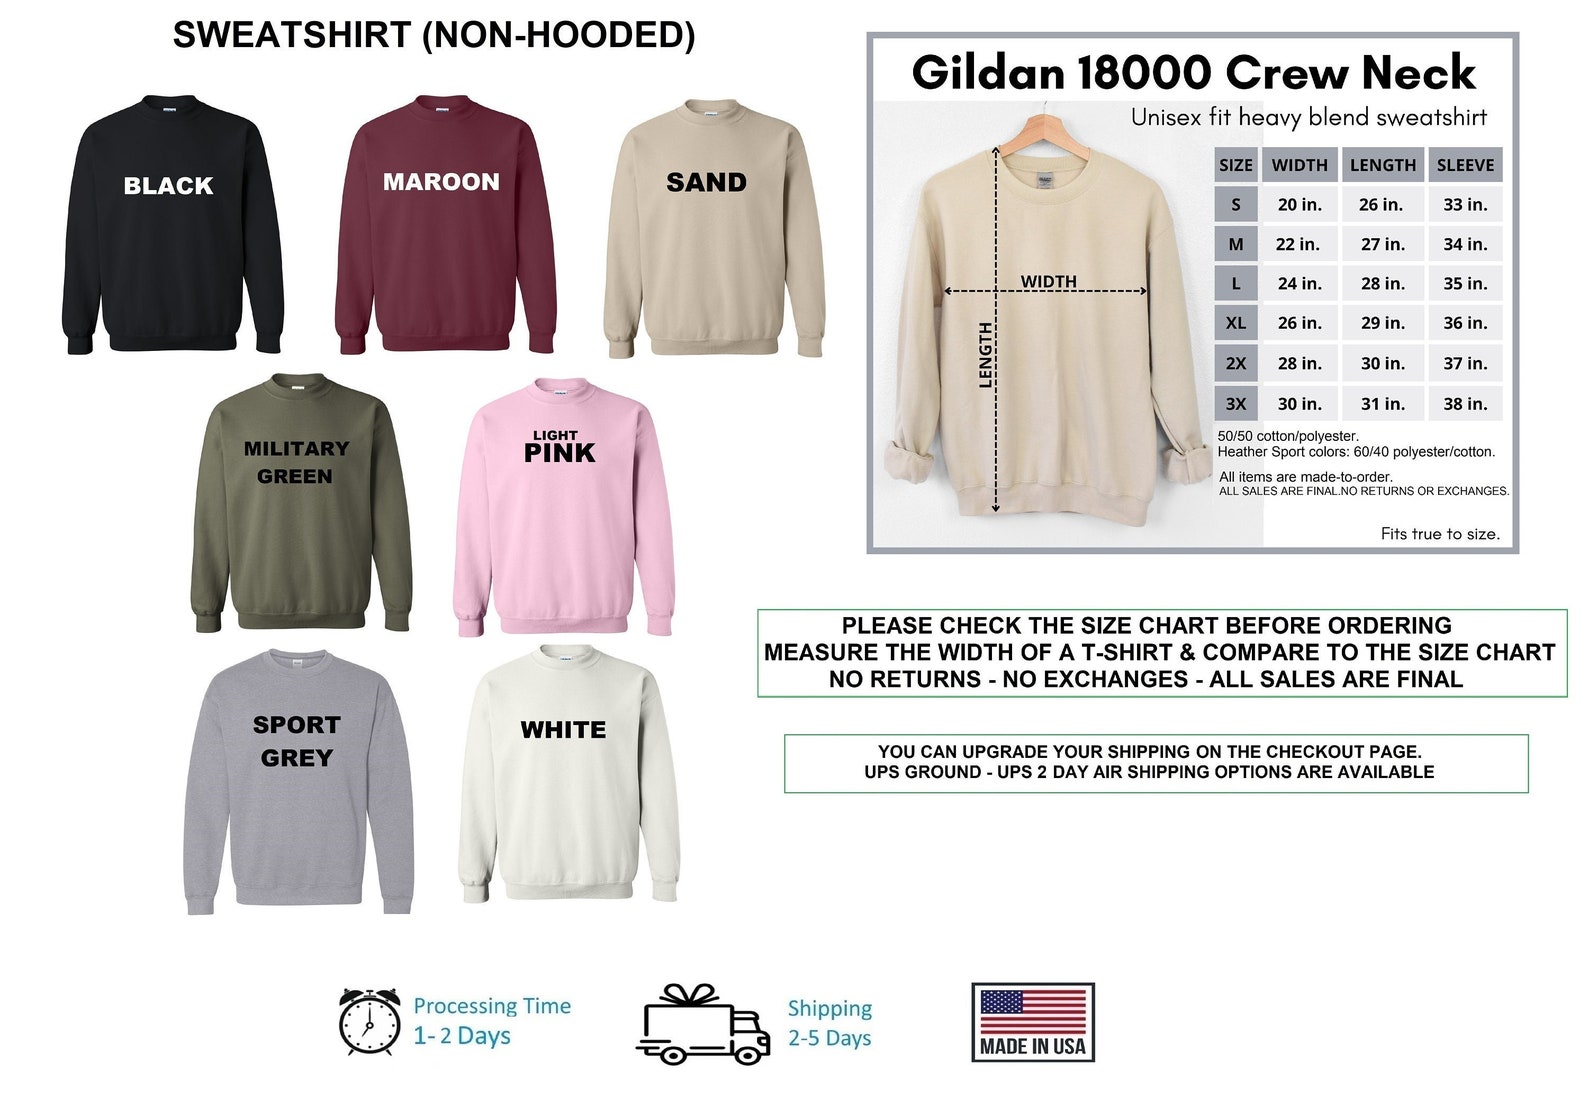 SWEATSHIRT (NON-HOODED)
BLACK
MAROON
SAND
MILITARY
GREEN
LIGHT
PINK
SPORT
GREY
WHITE
Gildan 18000 Crew Neck
Unisex fit heavy blend sweatshirt
WIDTH
LENGTH
SIZE WIDTH LENGTH SLEEVE
S 20 in. 26 in. 33 in.
M 22 in. 27 in. 34 in.
L 24 in. 28 in. 35 in.
XL 26 in. 29 in. 36 in.
2X 28 in. 30 in. 37 in.
3X 30 in. 31 in. 38 in.
50/50 cotton/polyester.
Heather Sport colors: 60/40 polyester/cotton.
All items are made-to-order.
ALL SALES ARE FINAL.NO RETURNS OR EXCHANGES.
Fits true to size.
PLEASE CHECK THE SIZE CHART BEFORE ORDERING
MEASURE THE WIDTH OF A T-SHIRT & COMPARE TO THE SIZE CHART
NO RETURNS - NO EXCHANGES - ALL SALES ARE FINAL
YOU CAN UPGRADE YOUR SHIPPING ON THE CHECKOUT PAGE.
UPS GROUND - UPS 2 DAY AIR SHIPPING OPTIONS ARE AVAILABLE
Processing Time
1- 2 Days
Shipping
2-5 Days
MADE IN USA